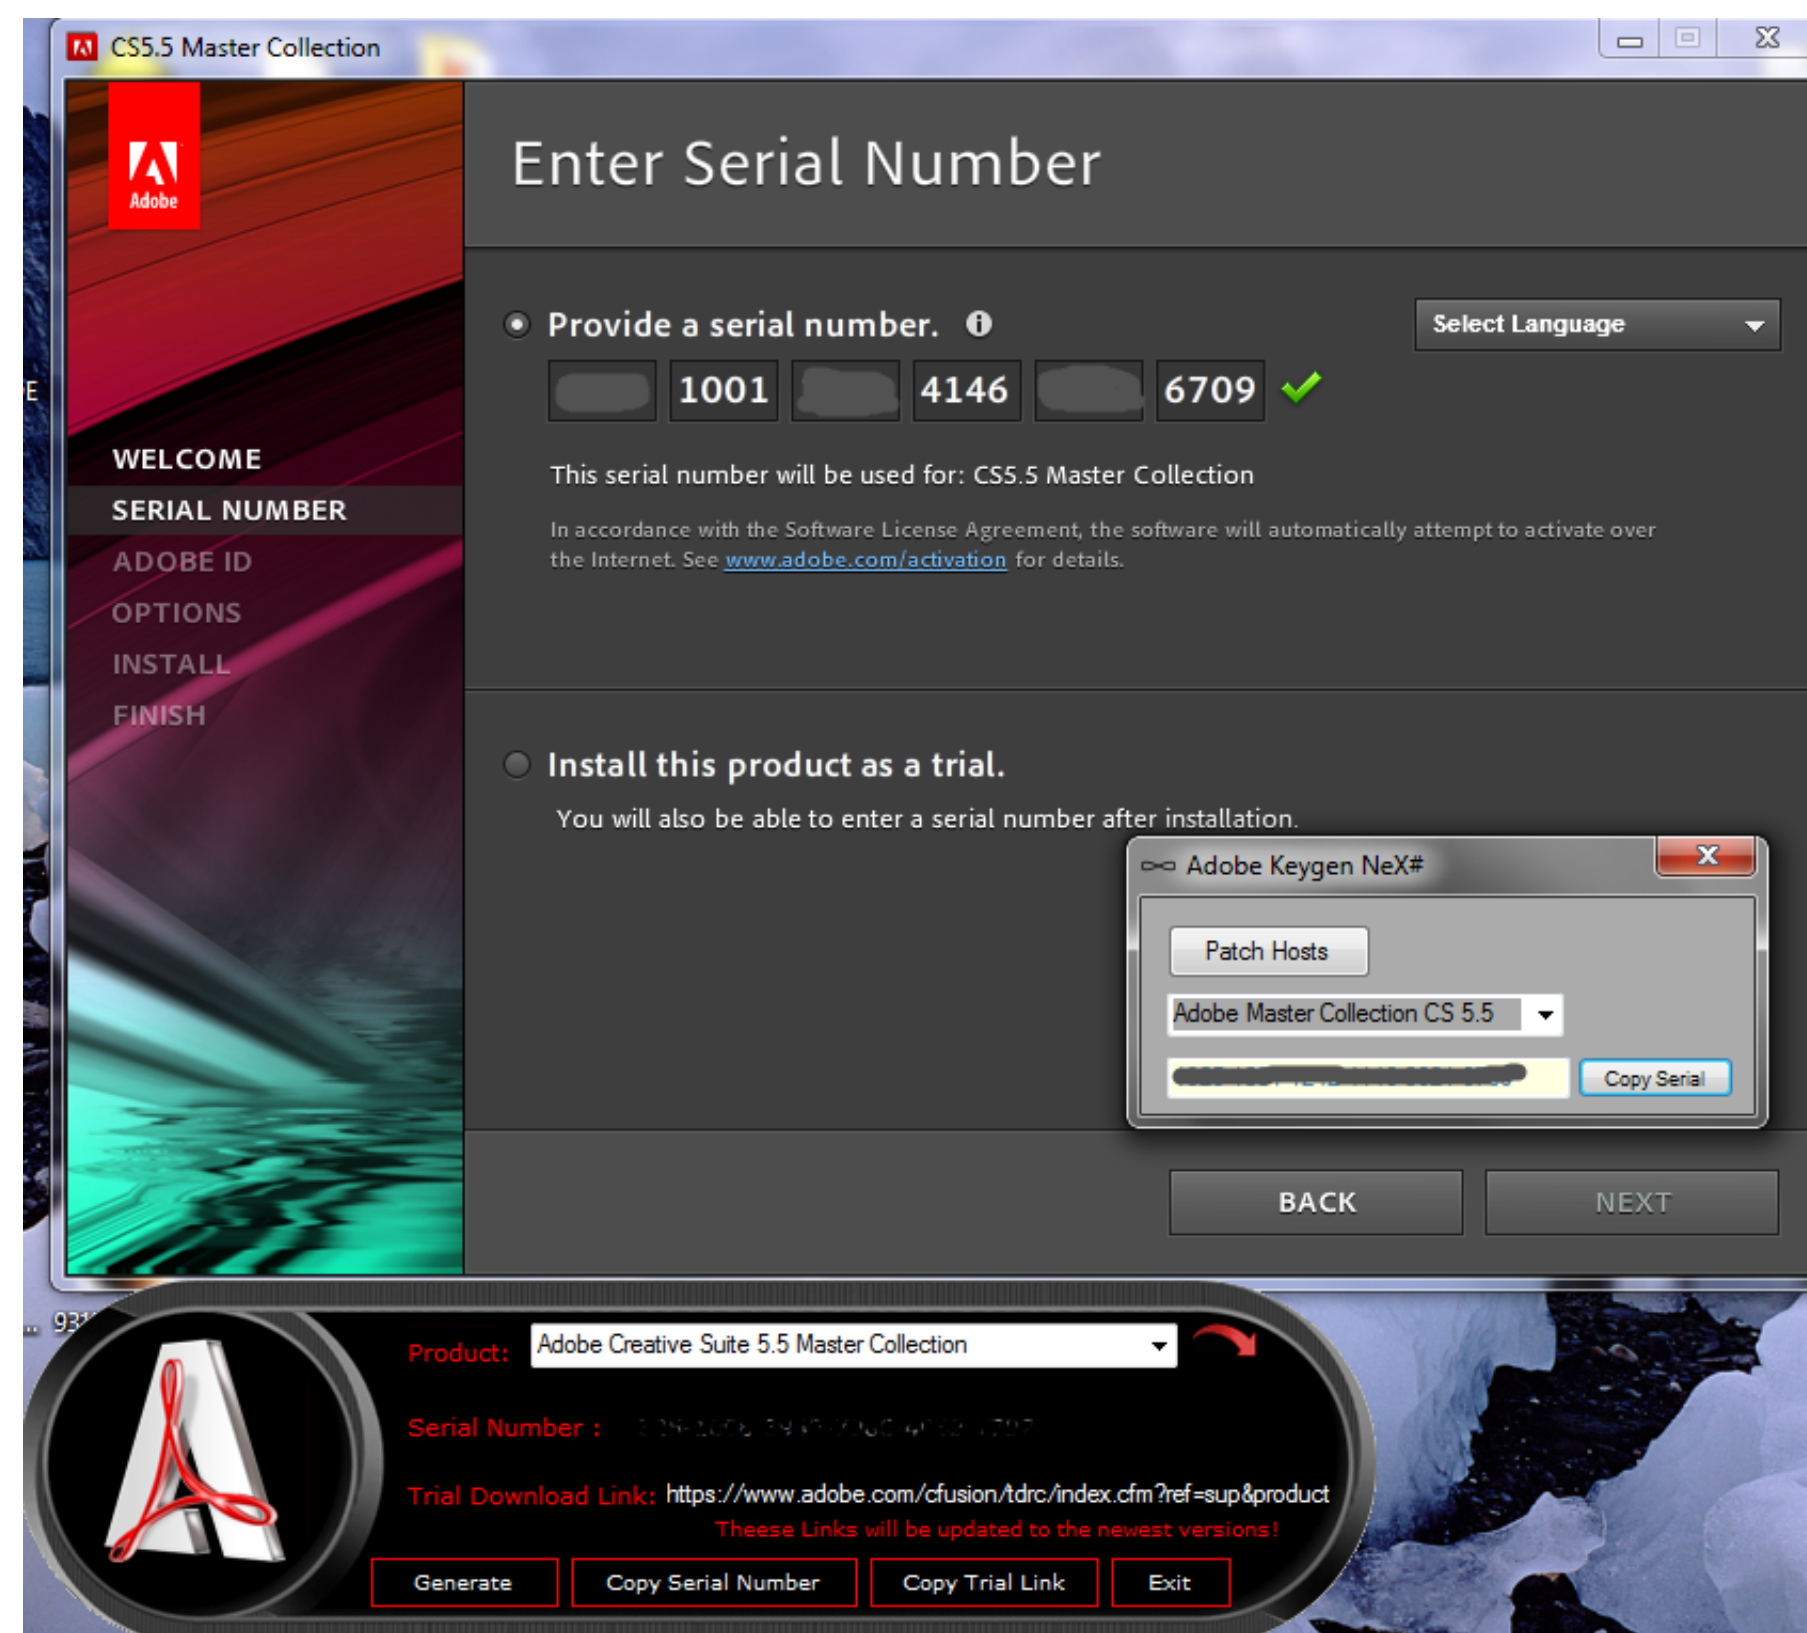 CS5.5 Master Collection
Adobe
Enter Serial Number
Provide a serial number.
Select Language
1001 4146 6709
This serial number will be used for: CS5.5 Master Collection
In accordance with the Software License Agreement, the software will automatically attempt to activate over
the Internet. See www.adobe.com/activation for details.
WELCOME
SERIAL NUMBER
ADOBE ID
OPTIONS
INSTALL
FINISH
Install this product as a trial.
You will also be able to enter a serial number after installation.
Adobe Keygen NeX#
Patch Hosts
Adobe Master Collection CS 5.5
Copy Serial
BACK
NEXT
Product: Adobe Creative Suite 5.5 Master Collection
Serial Number :
Trial Download Link: https://www.adobe.com/cfusion/tdrc/index.cfm?ref=sup&product
Theese Links will be updated to the newest versions!
Generate
Copy Serial Number
Copy Trial Link
Exit